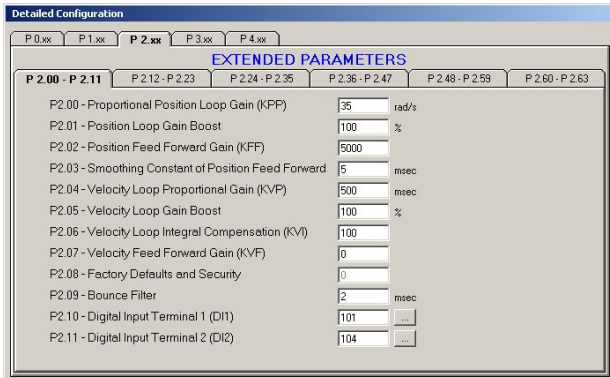 Detailed Configuration
P 0.xx P 1.xx P 2.xx P 3.xx P 4.xx
EXTENDED PARAMETERS
P 2.00 - P 2.11 P 2.12 - P 2.23 P 2.24 - P 2.35 P 2.36 - P 2.47 P 2.48 - P 2.59 P 2.60 - P 2.63
P2.00 - Proportional Position Loop Gain (KPP) 35 rad/s
P2.01 - Position Loop Gain Boost 100 %
P2.02 - Position Feed Forward Gain (KFF) 5000
P2.03 - Smoothing Constant of Position Feed Forward 5 msec
P2.04 - Velocity Loop Proportional Gain (KVP) 500 msec
P2.05 - Velocity Loop Gain Boost 100 %
P2.06 - Velocity Loop Integral Compensation (KVI) 100
P2.07 - Velocity Feed Forward Gain (KVF) 0
P2.08 - Factory Defaults and Security 0
P2.09 - Bounce Filter 2 msec
P2.10 - Digital Input Terminal 1 (DI1) 101 ...
P2.11 - Digital Input Terminal 2 (DI2) 104 ...